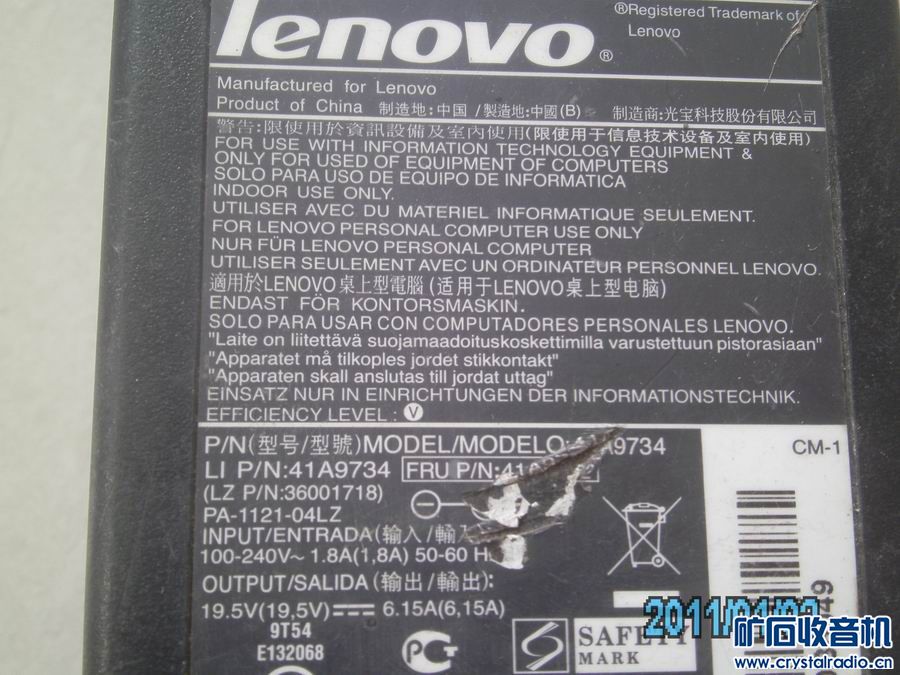 lenovo®
®Registered Trademark of
Lenovo
Manufactured for Lenovo
Product of China 制造地:中国/製造地:中國(B) 制造商:光宝科技股份有限公司
警告:限使用於資訊設備及室內使用(限使用于信息技术设备及室内使用)
FOR USE WITH INFORMATION TECHNOLOGY EQUIPMENT &
ONLY FOR USED OF EQUIPMENT OF COMPUTERS
SOLO PARA USO DE EQUIPO DE INFORMATICA
INDOOR USE ONLY.
UTILISER AVEC DU MATERIEL INFORMATIQUE SEULEMENT.
FOR LENOVO PERSONAL COMPUTER USE ONLY
NUR FÜR LENOVO PERSONAL COMPUTER
UTILISER SEULEMENT AVEC UN ORDINATEUR PERSONNEL LENOVO.
適用於LENOVO桌上型電腦(适用于LENOVO桌上型电脑)
ENDAST FÖR KONTORSMASKIN.
SOLO PARA USAR CON COMPUTADORES PERSONALES LENOVO.
"Laite on liitettävä suojamaadoituskoskettimilla varustettuun pistorasiaan"
"Apparatet må tilkoples jordet stikkontakt"
"Apparaten skall anslutas till jordat uttag"
EINSATZ NUR IN EINRICHTUNGEN DER INFORMATIONSTECHNIK.
EFFICIENCY LEVEL : V
P/N(型号/型號)MODEL/MODELO: A9734
LI P/N:41A9734 FRU P/N:
(LZ P/N:36001718)
PA-1121-04LZ
INPUT/ENTRADA(输入/輸入
100-240V~ 1.8A(1,8A) 50-60 H
OUTPUT/SALIDA(输出/輸出):
19.5V(19,5V) 6.15A(6,15A)
9T54
E132068
PCT
S SAFETY
MARK
CM-1
49
2011/01/
矿石收音机
www.crystalradio.cn